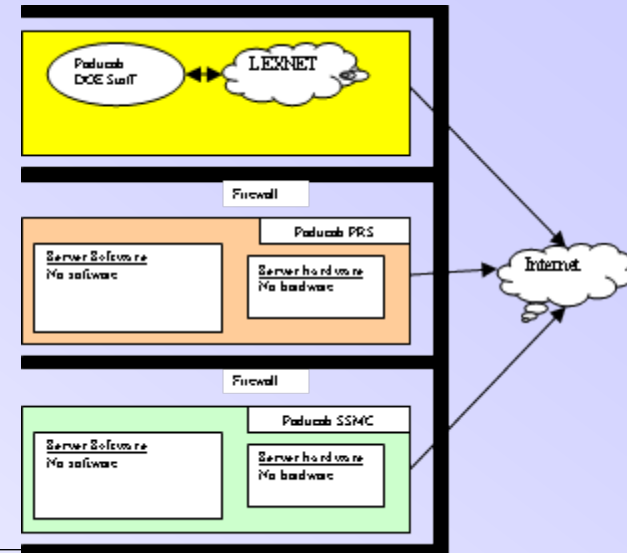 Paducah
DOE Staff
LEXNET
Firewall
Paducah PRS
Server Software
No software
Server hardware
No hardware
Internet
Firewall
Paducah SSMC
Server Software
No software
Server hardware
No hardware